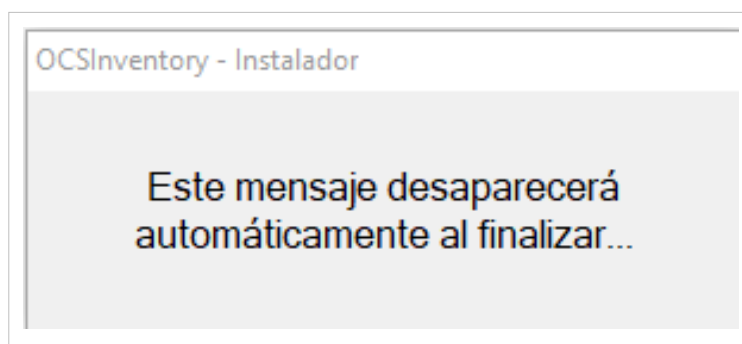 OCSInventory - Instalador
Este mensaje desaparecerá
automáticamente al finalizar...